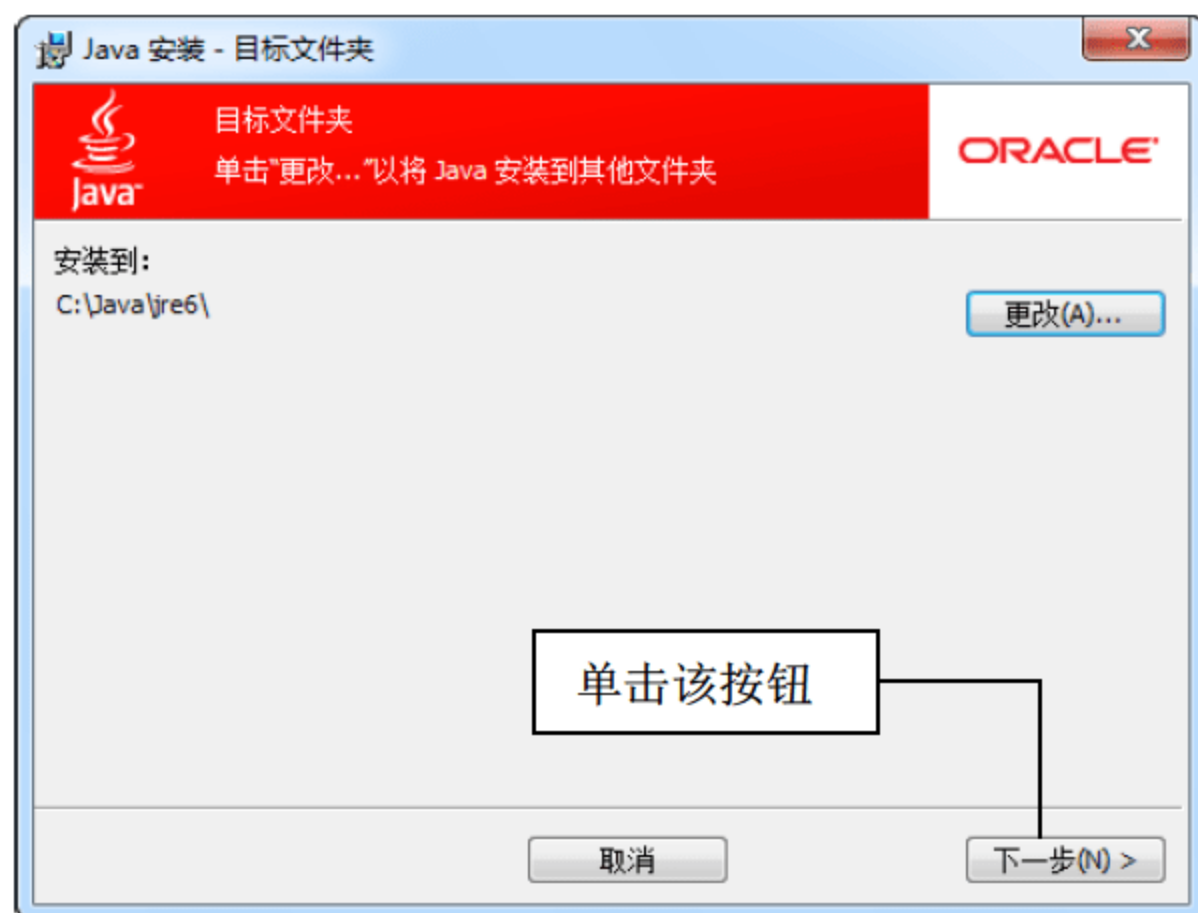 Java 安装 - 目标文件夹
目标文件夹
单击“更改...”以将 Java 安装到其他文件夹
Java
ORACLE
安装到：
C:\Java\jre6\
更改(A)...
单击该按钮
取消
下一步(N) >